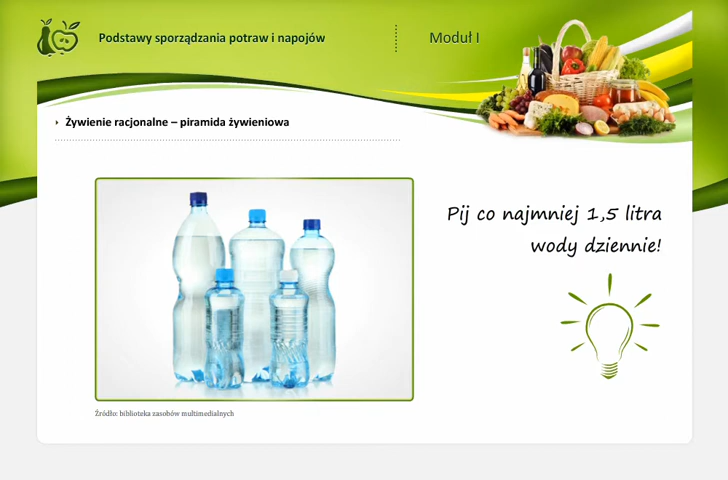 Podstawy sporządzania potraw i napojów
Moduł I
Żywienie racjonalne – piramida żywieniowa
Pij co najmniej 1,5 litra
wody dziennie!
Źródło: biblioteka zasobów multimedialnych